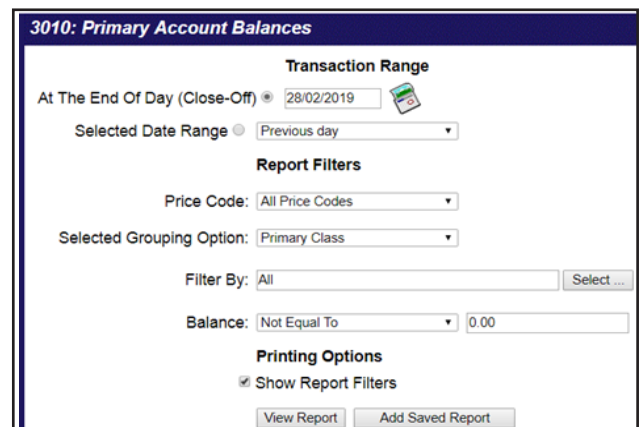 3010: Primary Account Balances
Transaction Range
At The End Of Day (Close-Off) 28/02/2019
Selected Date Range Previous day
Report Filters
Price Code: All Price Codes
Selected Grouping Option: Primary Class
Filter By: All Select ...
Balance: Not Equal To 0.00
Printing Options
Show Report Filters
View Report Add Saved Report